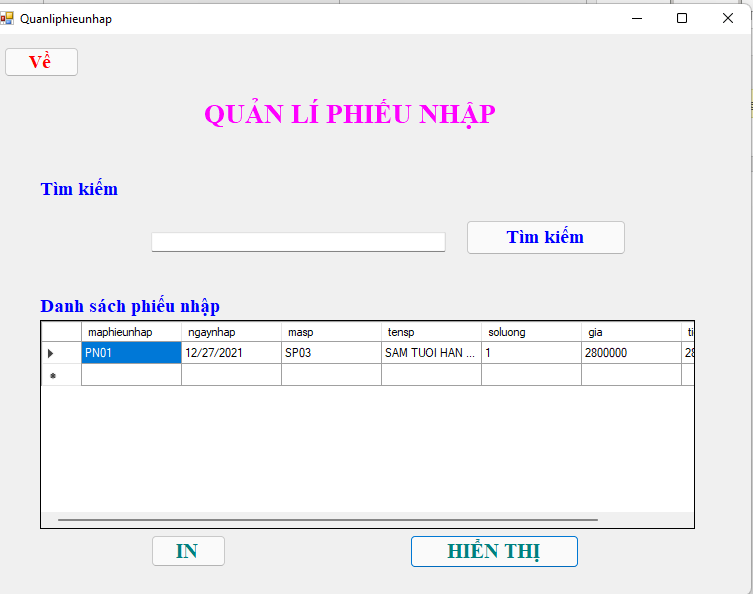 Quanliphieunhap
Về
QUẢN LÍ PHIẾU NHẬP
Tìm kiếm
Tìm kiếm
Danh sách phiếu nhập
maphieunhap ngaynhap masp tensp soluong gia ti
PN01 12/27/2021 SP03 SAM TUOI HAN ... 1 2800000 28
IN HIỂN THỊ